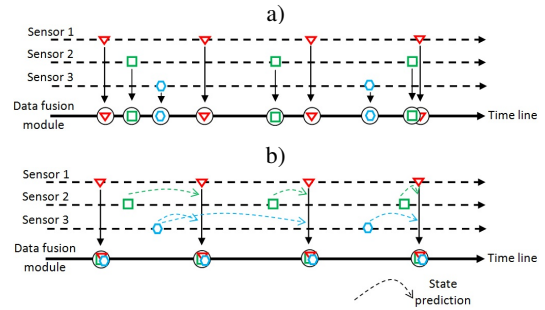 a)
Sensor 1
Sensor 2
Sensor 3
Data fusion
module
Time line
b)
Sensor 1
Sensor 2
Sensor 3
Data fusion
module
Time line
State
prediction